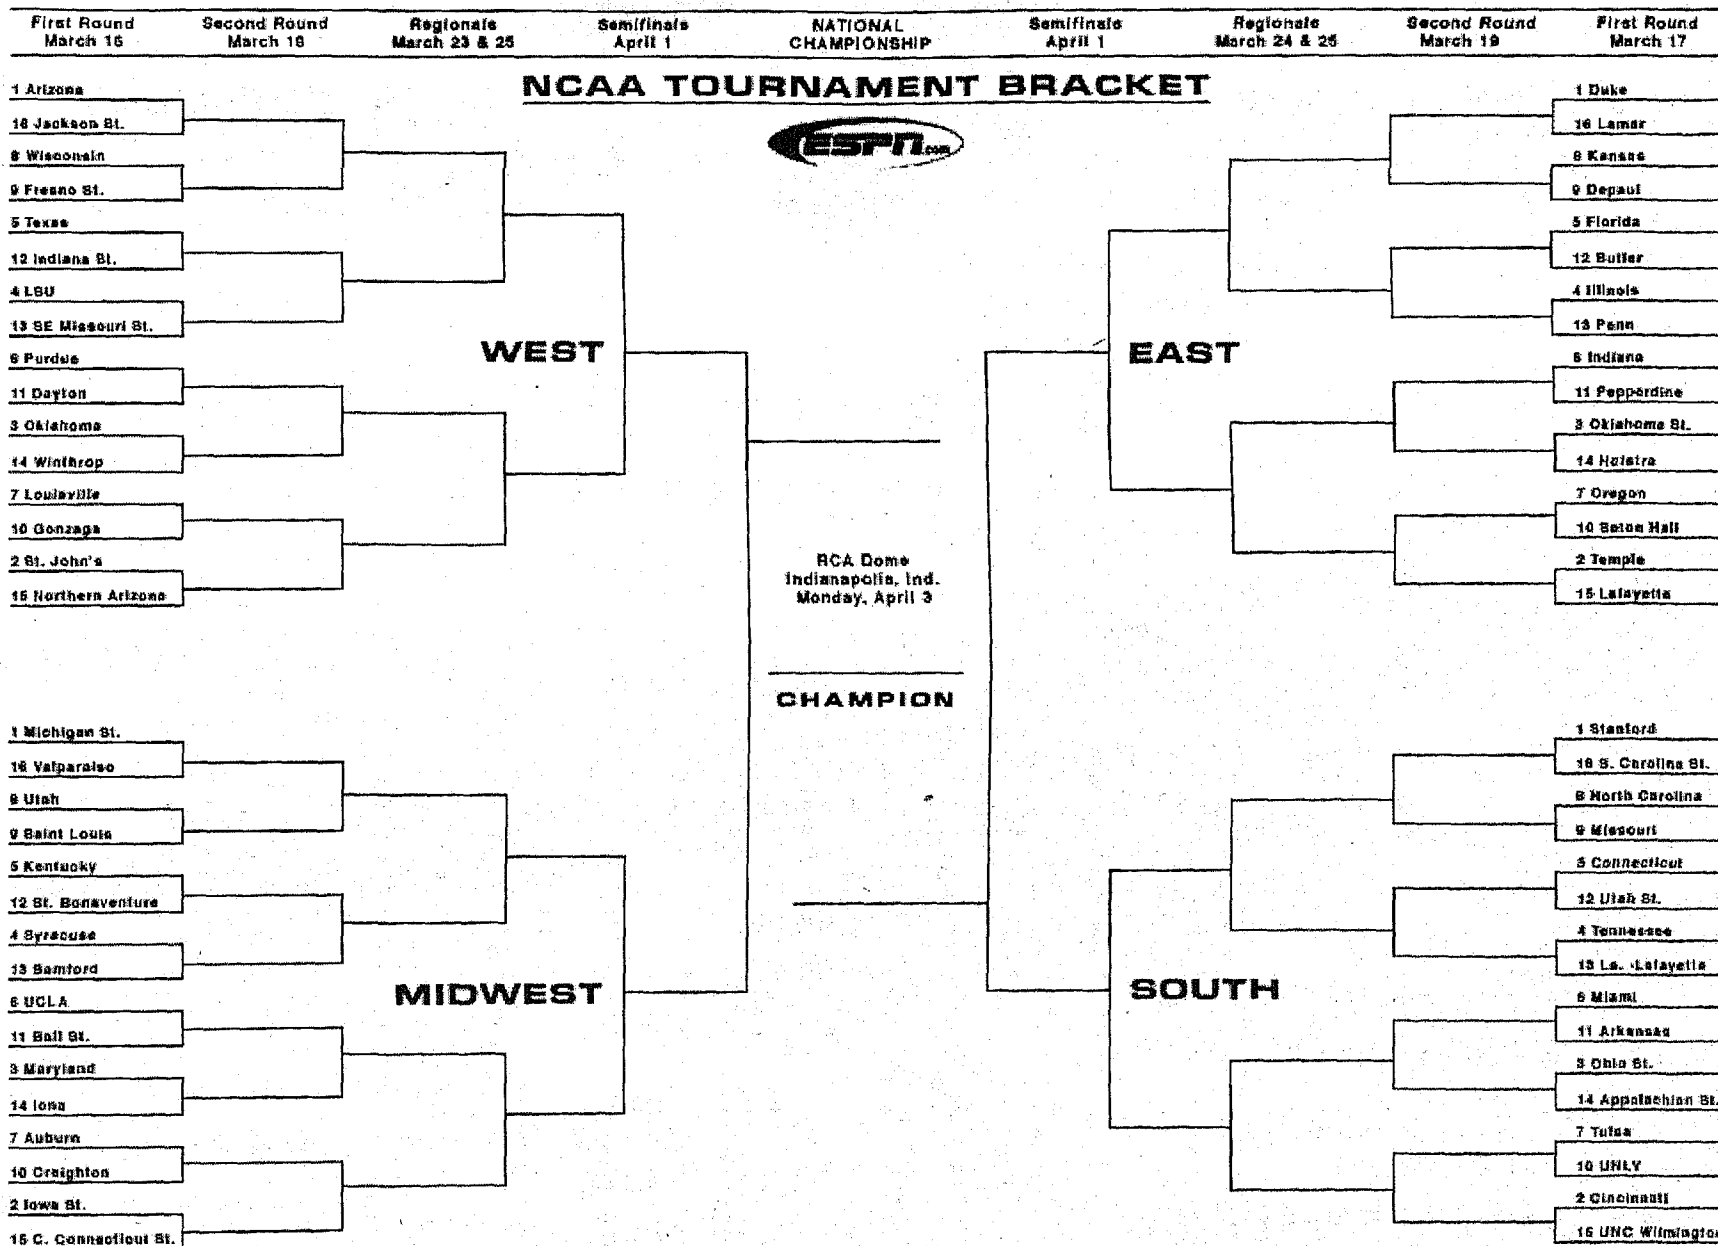 First Round
March 16
Second Round
March 18
Regionals
March 23 & 25
Semifinals
April 1
NATIONAL
CHAMPIONSHIP
Semifinals
April 1
Regionals
March 24 & 25
Second Round
March 19
First Round
March 17
NCAA TOURNAMENT BRACKET
ESPN.com
1 Arizona
16 Jackson St.
8 Wisconsin
9 Fresno St.
5 Texas
12 Indiana St.
4 LSU
13 SE Missouri St.
6 Purdue
11 Dayton
3 Oklahoma
14 Winthrop
7 Louisville
10 Gonzaga
2 St. John's
15 Northern Arizona
WEST
1 Michigan St.
16 Valparaiso
8 Utah
9 Saint Louis
5 Kentucky
12 St. Bonaventure
4 Syracuse
13 Samford
6 UCLA
11 Ball St.
3 Maryland
14 Iona
7 Auburn
10 Creighton
2 Iowa St.
15 C. Connecticut St.
MIDWEST
RCA Dome
Indianapolis, Ind.
Monday, April 3
CHAMPION
1 Duke
16 Lamar
8 Kansas
9 Depaul
5 Florida
12 Butler
4 Illinois
13 Penn
6 Indiana
11 Pepperdine
3 Oklahoma St.
14 Hofstra
7 Oregon
10 Seton Hall
2 Temple
15 Lafayette
EAST
1 Stanford
16 S. Carolina St.
8 North Carolina
9 Missouri
5 Connecticut
12 Utah St.
4 Tennessee
13 La. -Lafayette
6 Miami
11 Arkansas
3 Ohio St.
14 Appalachian St.
7 Tulsa
10 UNLV
2 Cincinnati
15 UNC Wilmington
SOUTH